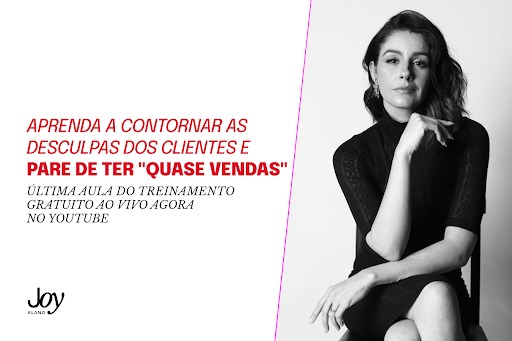 APRENDA A CONTORNAR AS
DESCULPAS DOS CLIENTES E
PARE DE TER "QUASE VENDAS"
ÚLTIMA AULA DO TREINAMENTO
GRATUITO AO VIVO AGORA
NO YOUTUBE
Joy
ALANO